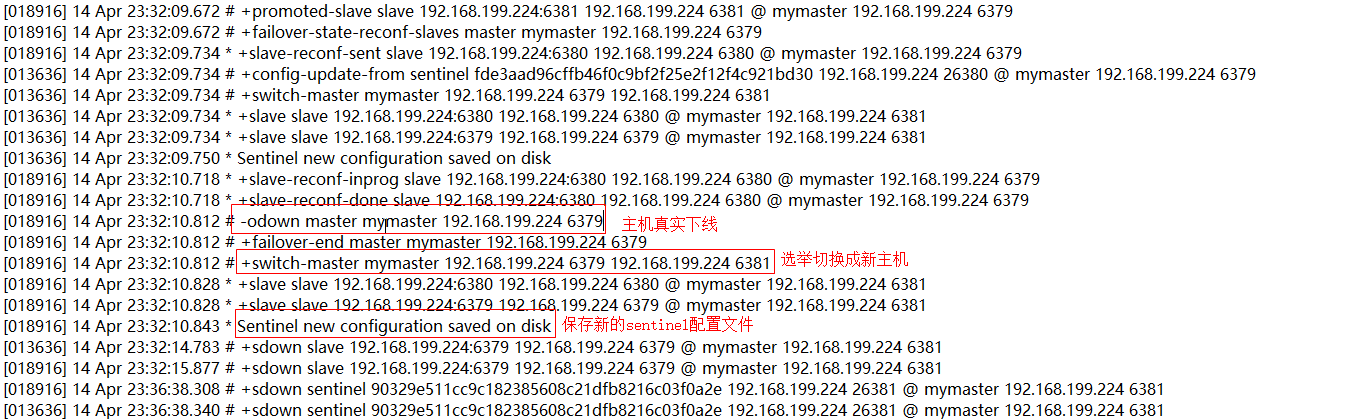 [018916] 14 Apr 23:32:09.672 # +promoted-slave slave 192.168.199.224:6381 192.168.199.224 6381 @ mymaster 192.168.199.224 6379
[018916] 14 Apr 23:32:09.672 # +failover-state-reconf-slaves master mymaster 192.168.199.224 6379
[018916] 14 Apr 23:32:09.734 * +slave-reconf-sent slave 192.168.199.224:6380 192.168.199.224 6380 @ mymaster 192.168.199.224 6379
[013636] 14 Apr 23:32:09.734 # +config-update-from sentinel fde3aad96cffb46f0c9bf2f25e2f12f4c921bd30 192.168.199.224 26380 @ mymaster 192.168.199.224 6379
[013636] 14 Apr 23:32:09.734 # +switch-master mymaster 192.168.199.224 6379 192.168.199.224 6381
[013636] 14 Apr 23:32:09.734 * +slave slave 192.168.199.224:6380 192.168.199.224 6380 @ mymaster 192.168.199.224 6381
[013636] 14 Apr 23:32:09.734 * +slave slave 192.168.199.224:6379 192.168.199.224 6379 @ mymaster 192.168.199.224 6381
[013636] 14 Apr 23:32:09.750 * Sentinel new configuration saved on disk
[018916] 14 Apr 23:32:10.718 * +slave-reconf-inprog slave 192.168.199.224:6380 192.168.199.224 6380 @ mymaster 192.168.199.224 6379
[018916] 14 Apr 23:32:10.718 * +slave-reconf-done slave 192.168.199.224:6380 192.168.199.224 6380 @ mymaster 192.168.199.224 6379
[018916] 14 Apr 23:32:10.812 # -odown master mymaster 192.168.199.224 6379 主机真实下线
[018916] 14 Apr 23:32:10.812 # +failover-end master mymaster 192.168.199.224 6379
[018916] 14 Apr 23:32:10.812 # +switch-master mymaster 192.168.199.224 6379 192.168.199.224 6381 选举切换成新主机
[018916] 14 Apr 23:32:10.828 * +slave slave 192.168.199.224:6380 192.168.199.224 6380 @ mymaster 192.168.199.224 6381
[018916] 14 Apr 23:32:10.828 * +slave slave 192.168.199.224:6379 192.168.199.224 6379 @ mymaster 192.168.199.224 6381
[018916] 14 Apr 23:32:10.843 * Sentinel new configuration saved on disk 保存新的sentinel配置文件
[013636] 14 Apr 23:32:14.783 # +sdown slave 192.168.199.224:6379 192.168.199.224 6379 @ mymaster 192.168.199.224 6381
[018916] 14 Apr 23:32:15.877 # +sdown slave 192.168.199.224:6379 192.168.199.224 6379 @ mymaster 192.168.199.224 6381
[018916] 14 Apr 23:36:38.308 # +sdown sentinel 90329e511cc9c182385608c21dfb8216c03f0a2e 192.168.199.224 26381 @ mymaster 192.168.199.224 6381
[013636] 14 Apr 23:36:38.340 # +sdown sentinel 90329e511cc9c182385608c21dfb8216c03f0a2e 192.168.199.224 26381 @ mymaster 192.168.199.224 6381